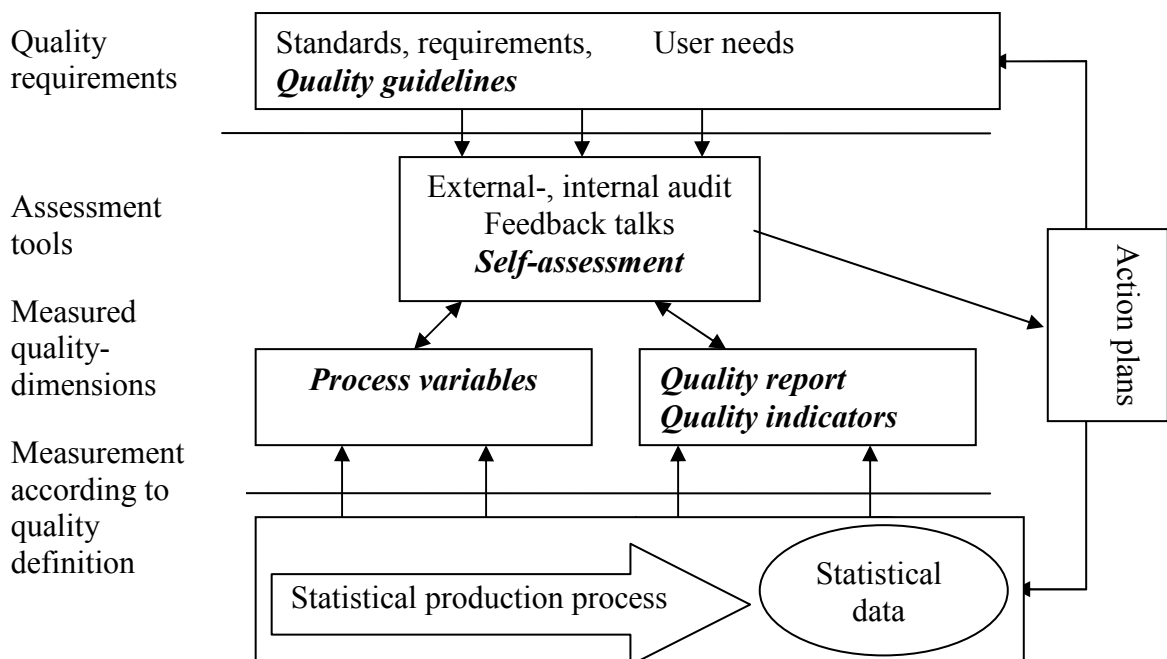 Quality
requirements
Standards, requirements, User needs
Quality guidelines
Assessment
tools
External-, internal audit
Feedback talks
Self-assessment
Action plans
Measured
quality-
dimensions
Process variables
Quality report
Quality indicators
Measurement
according to
quality
definition
Statistical production process
Statistical
data